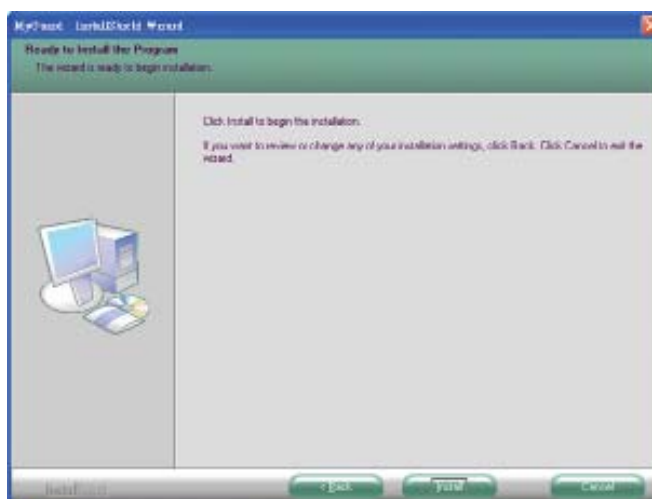 InstallShield Wizard
Ready to Install the Program
The wizard is ready to begin installation.
Click Install to begin the installation.
If you want to review or change any of your installation settings, click Back. Click Cancel to exit the
wizard.
< Back
Install
Cancel